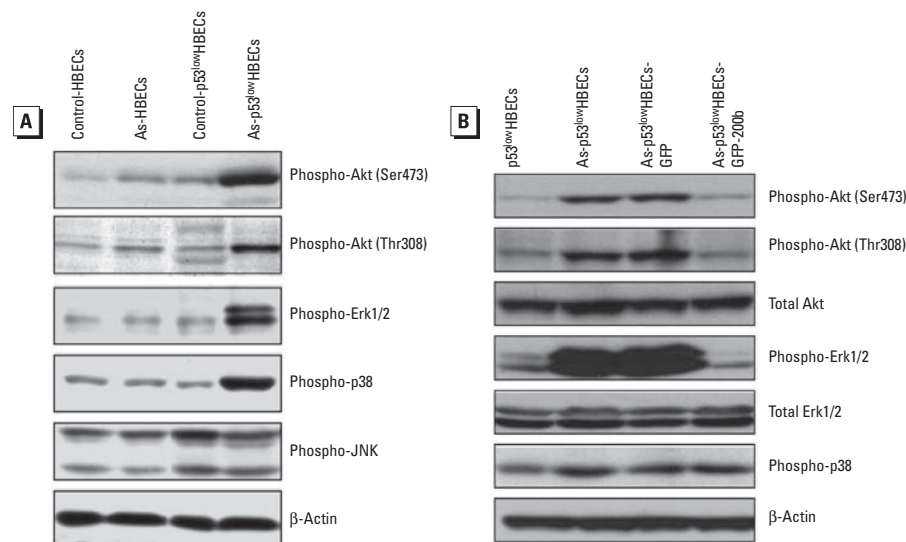 A
Control-HBECs
As-HBECs
Control-p53lowHBECs
As-p53lowHBECs
Phospho-Akt (Ser473)
Phospho-Akt (Thr308)
Phospho-Erk1/2
Phospho-p38
Phospho-JNK
β-Actin
B
p53lowHBECs
As-p53lowHBECs
As-p53lowHBECs-
GFP
As-p53lowHBECs-
GFP-200b
Phospho-Akt (Ser473)
Phospho-Akt (Thr308)
Total Akt
Phospho-Erk1/2
Total Erk1/2
Phospho-p38
β-Actin